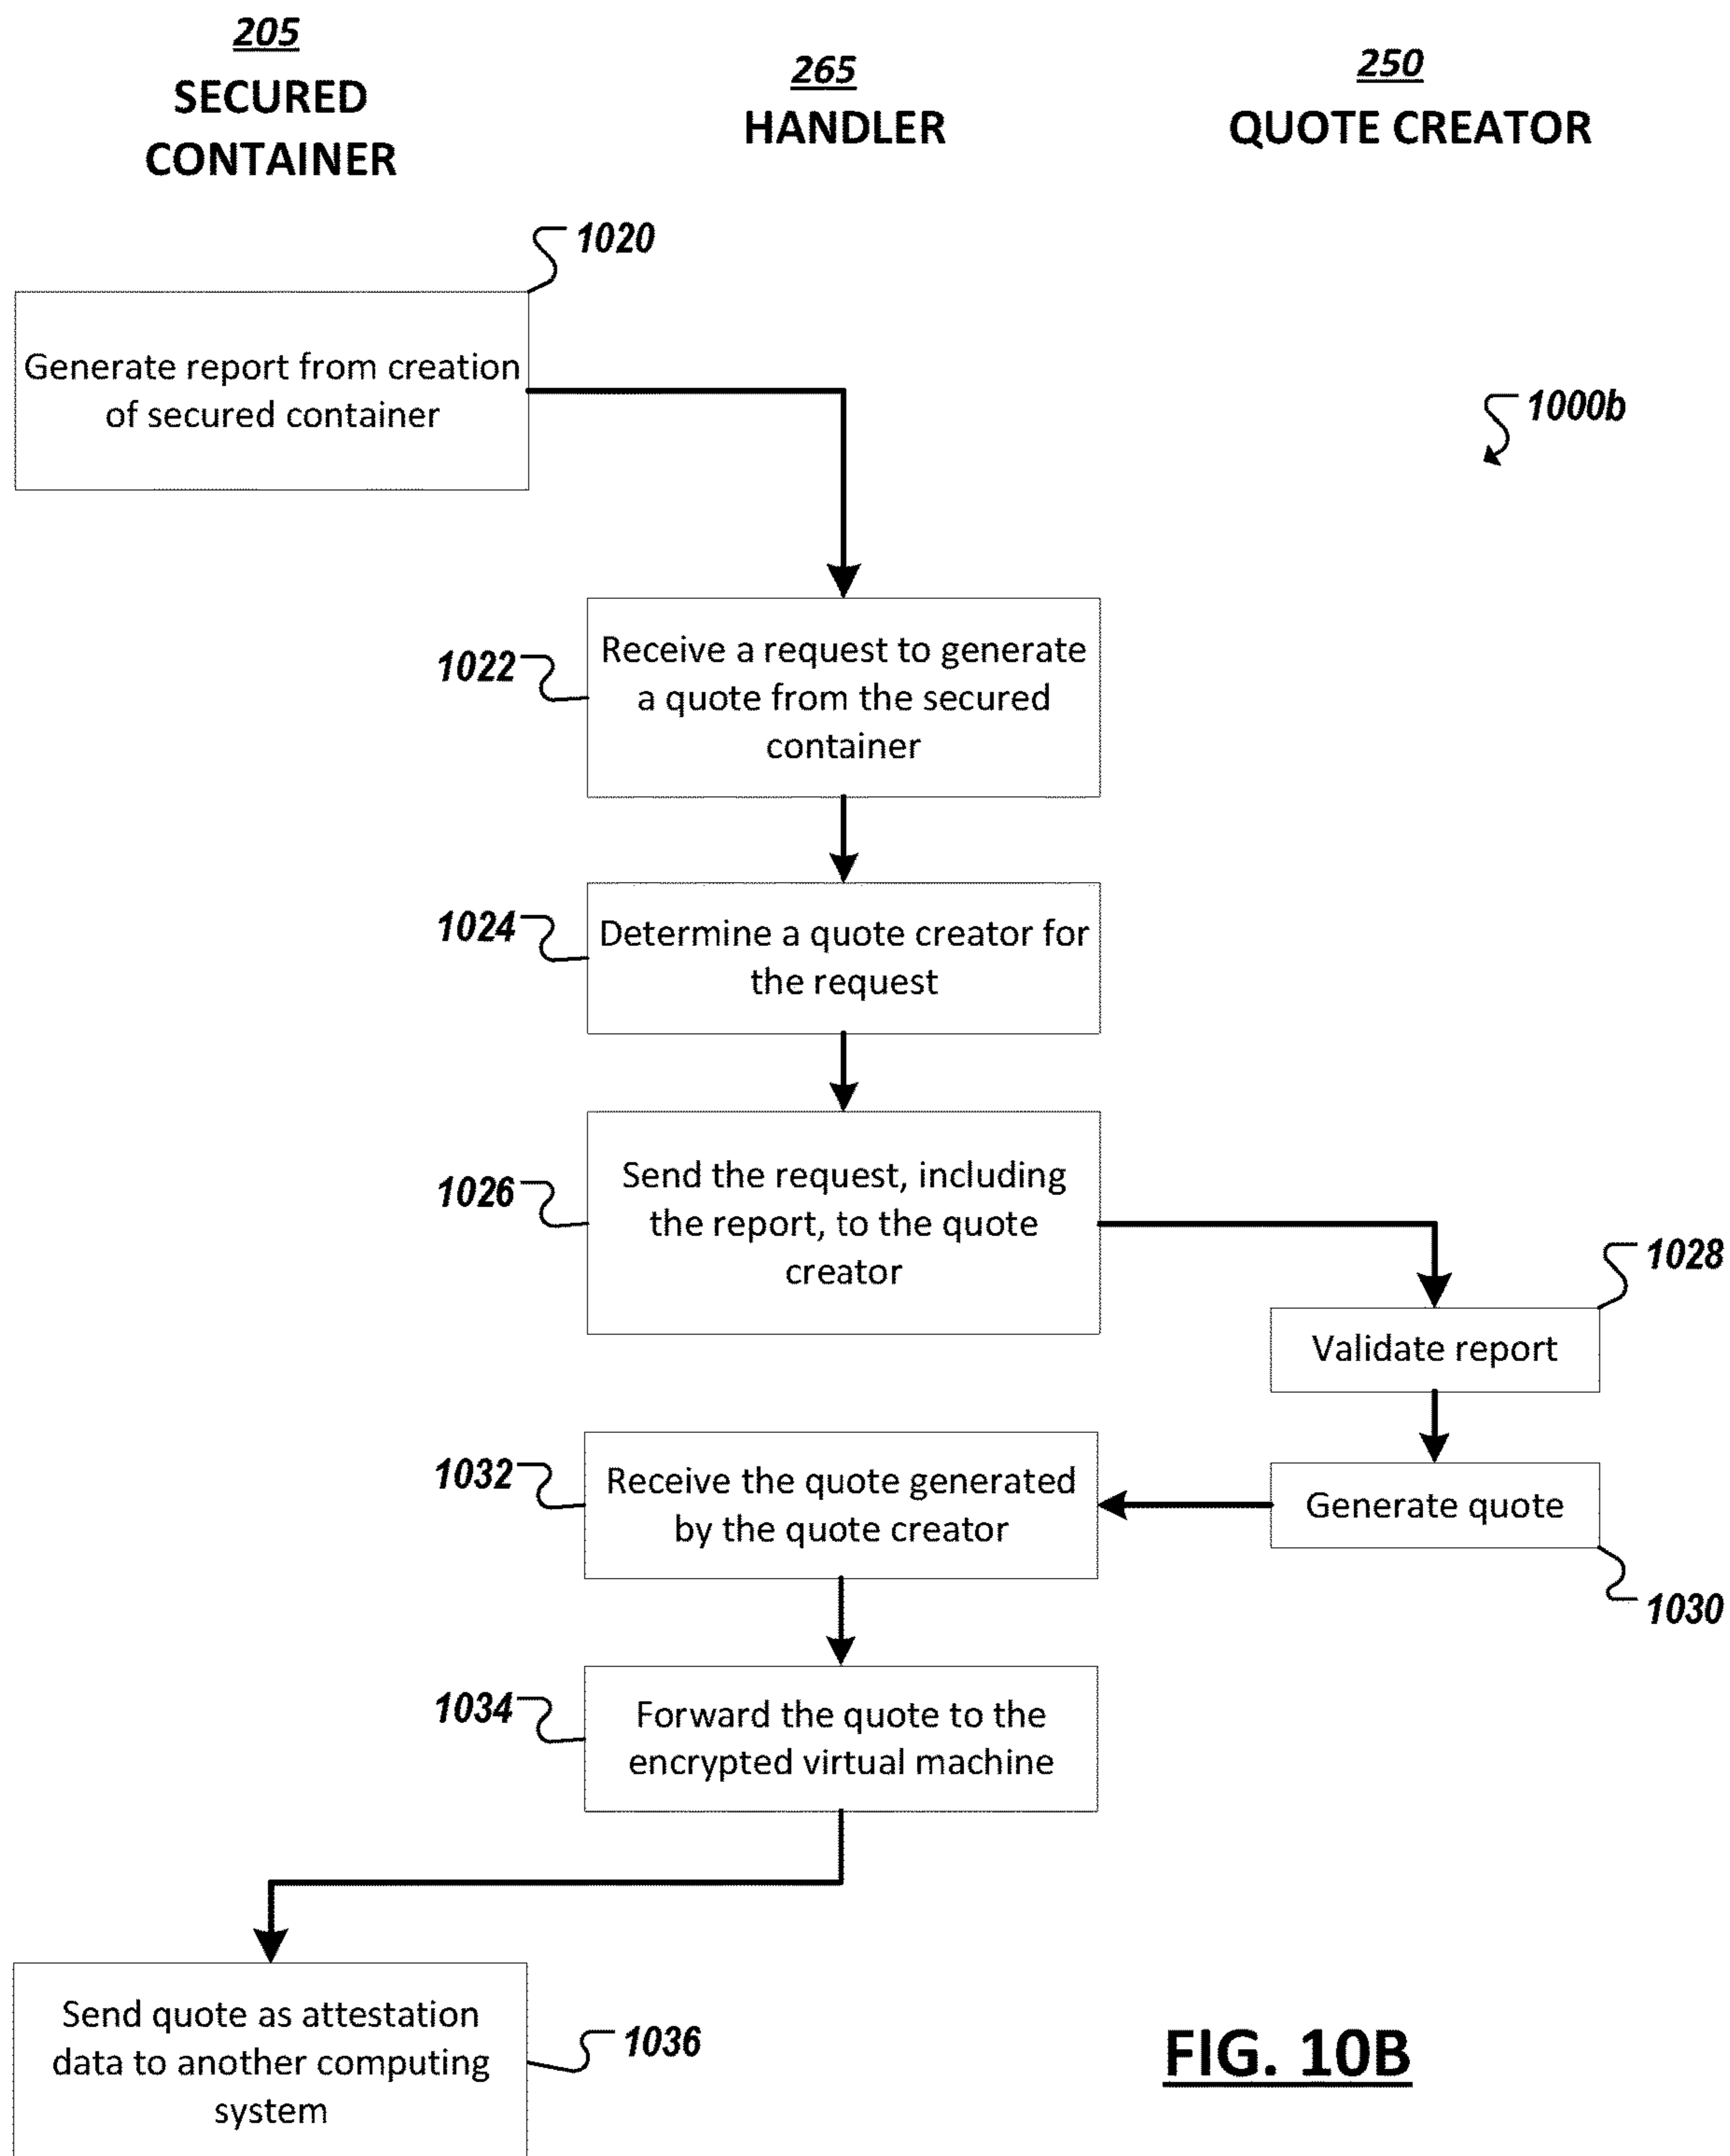 205
SECURED
CONTAINER
265
HANDLER
250
QUOTE CREATOR
1020
Generate report from creation
of secured container
1000b
1022
Receive a request to generate
a quote from the secured
container
1024
Determine a quote creator for
the request
1026
Send the request, including
the report, to the quote
creator
1028
Validate report
1032
Receive the quote generated
by the quote creator
Generate quote
1030
1034
Forward the quote to the
encrypted virtual machine
Send quote as attestation
data to another computing
system
1036
FIG. 10B